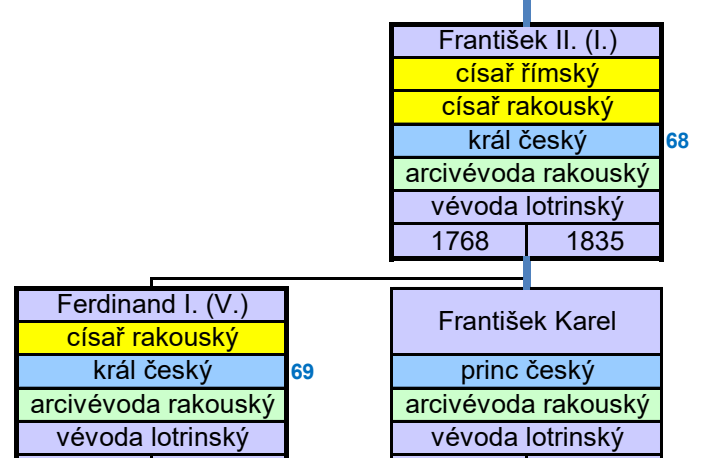 František II. (I.)
císař římský
císař rakouský
král český 68
arcivévoda rakouský
vévoda lotrinský
1768 1835
Ferdinand I. (V.)
císař rakouský
král český 69
arcivévoda rakouský
vévoda lotrinský
František Karel
princ český
arcivévoda rakouský
vévoda lotrinský